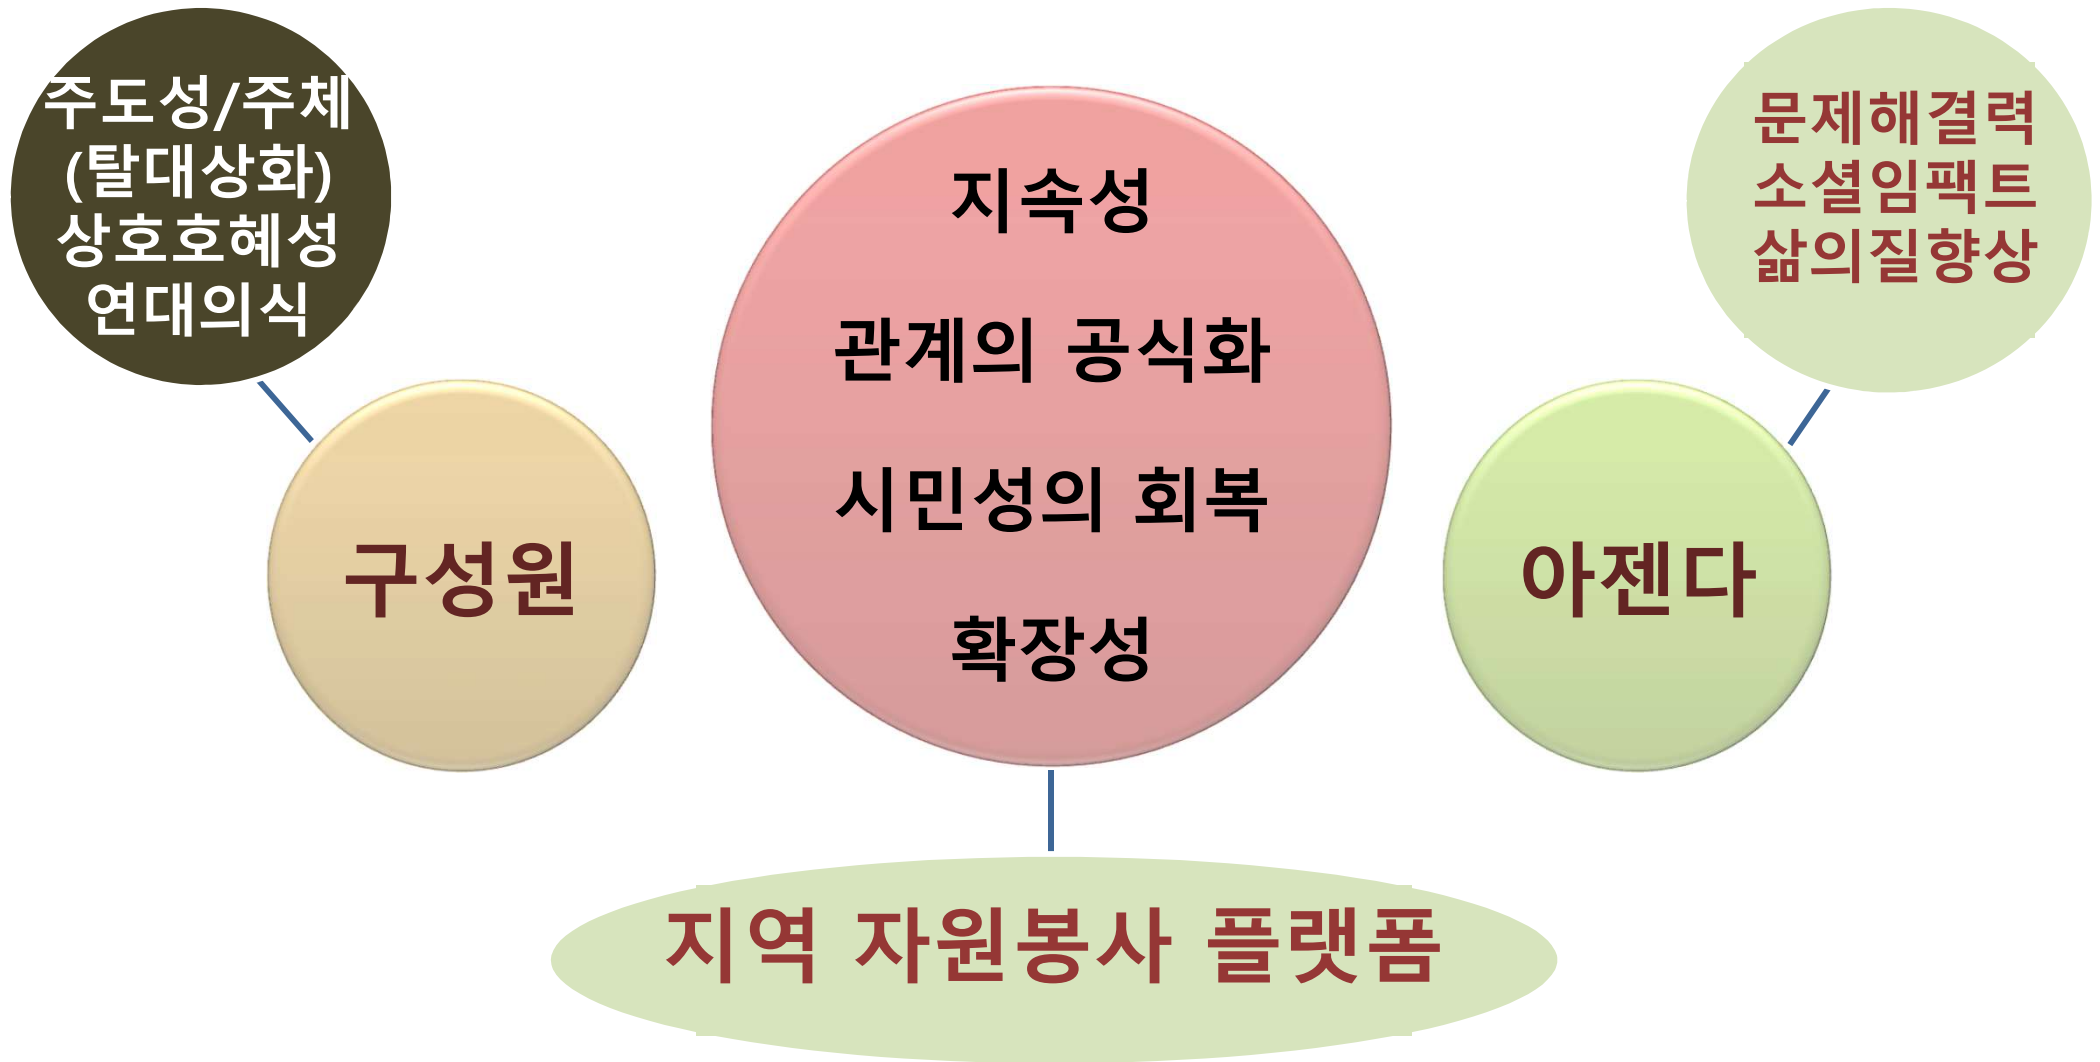 주도성/주체
(탈대상화)
상호호혜성
연대의식
구성원
지속성
관계의 공식화
시민성의 회복
확장성
문제해결력
소셜임팩트
삶의질향상
아젠다
지역 자원봉사 플랫폼